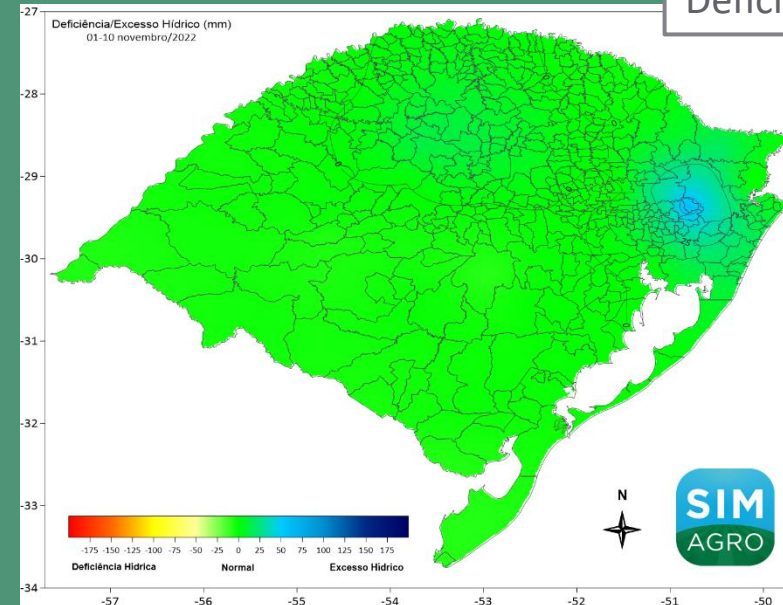 Defici
Deficiência/Excesso Hídrico (mm)
01-10 novembro/2022
-27
-28
-29
-30
-31
-32
-33
-34
-57 -56 -55 -54 -53 -52 -51 -50
-175 -150 -125 -100 -75 -50 -25 0 25 50 75 100 125 150 175
Deficiência Hídrica Normal Excesso Hídrico
N
SIM
AGRO